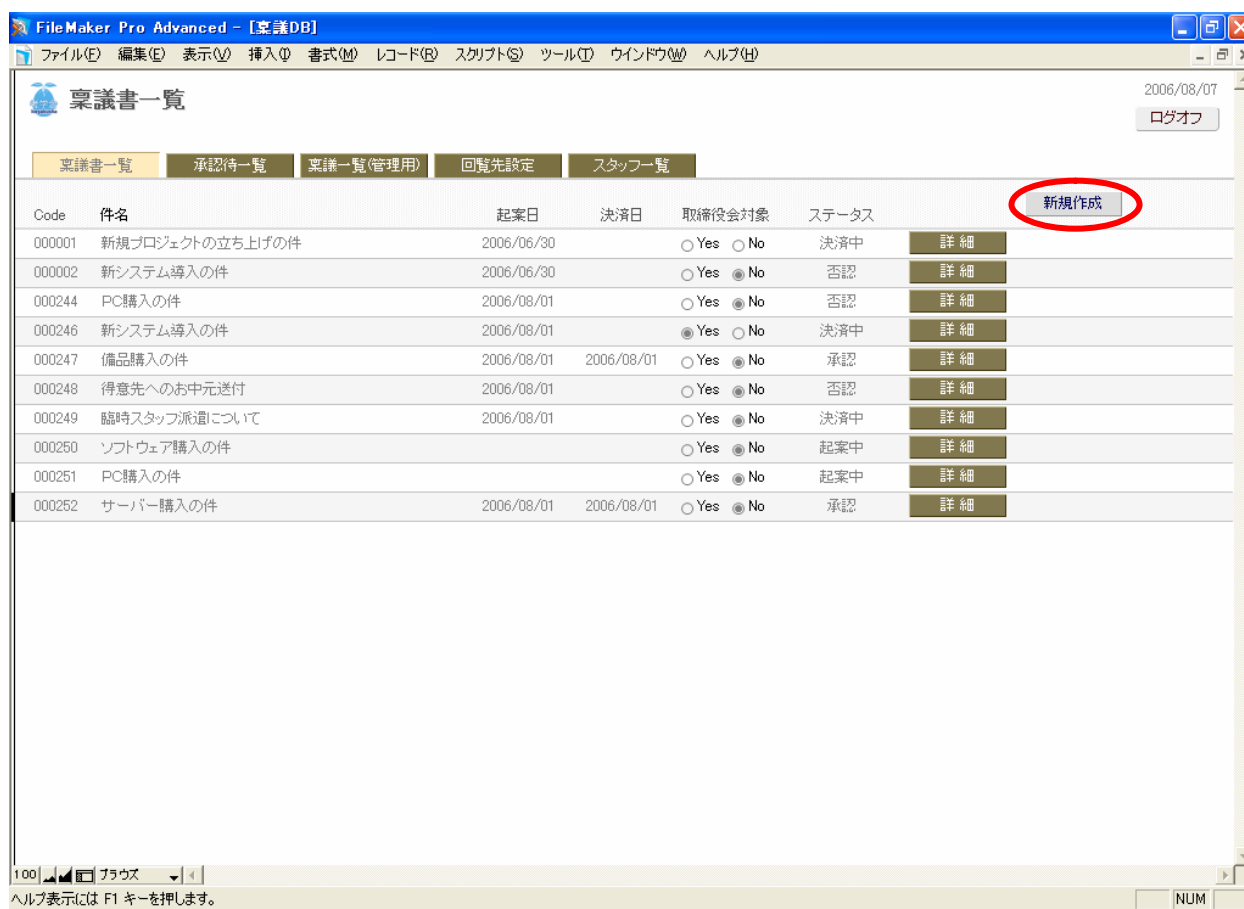 FileMaker Pro Advanced - [稟議DB]
ファイル(F) 編集(E) 表示(V) 挿入(I) 書式(M) レコード(R) スクリプト(S) ツール(T) ウインドウ(W) ヘルプ(H)
稟議書一覧
2006/08/07
ログオフ
稟議書一覧 承認待一覧 稟議一覧(管理用) 回覧先設定 スタッフ一覧
新規作成
Code 件名 起案日 決済日 取締役会対象 ステータス
000001 新規プロジェクトの立ち上げの件 2006/06/30 Yes No 決済中 詳細
000002 新システム導入の件 2006/06/30 Yes No 否認 詳細
000244 PC購入の件 2006/08/01 Yes No 否認 詳細
000246 新システム導入の件 2006/08/01 Yes No 決済中 詳細
000247 備品購入の件 2006/08/01 2006/08/01 Yes No 承認 詳細
000248 得意先へのお中元送付 2006/08/01 Yes No 否認 詳細
000249 臨時スタッフ派遣について 2006/08/01 Yes No 決済中 詳細
000250 ソフトウェア購入の件 Yes No 起案中 詳細
000251 PC購入の件 Yes No 起案中 詳細
000252 サーバー購入の件 2006/08/01 2006/08/01 Yes No 承認 詳細
100 ブラウズ
ヘルプ表示には F1 キーを押します。
NUM